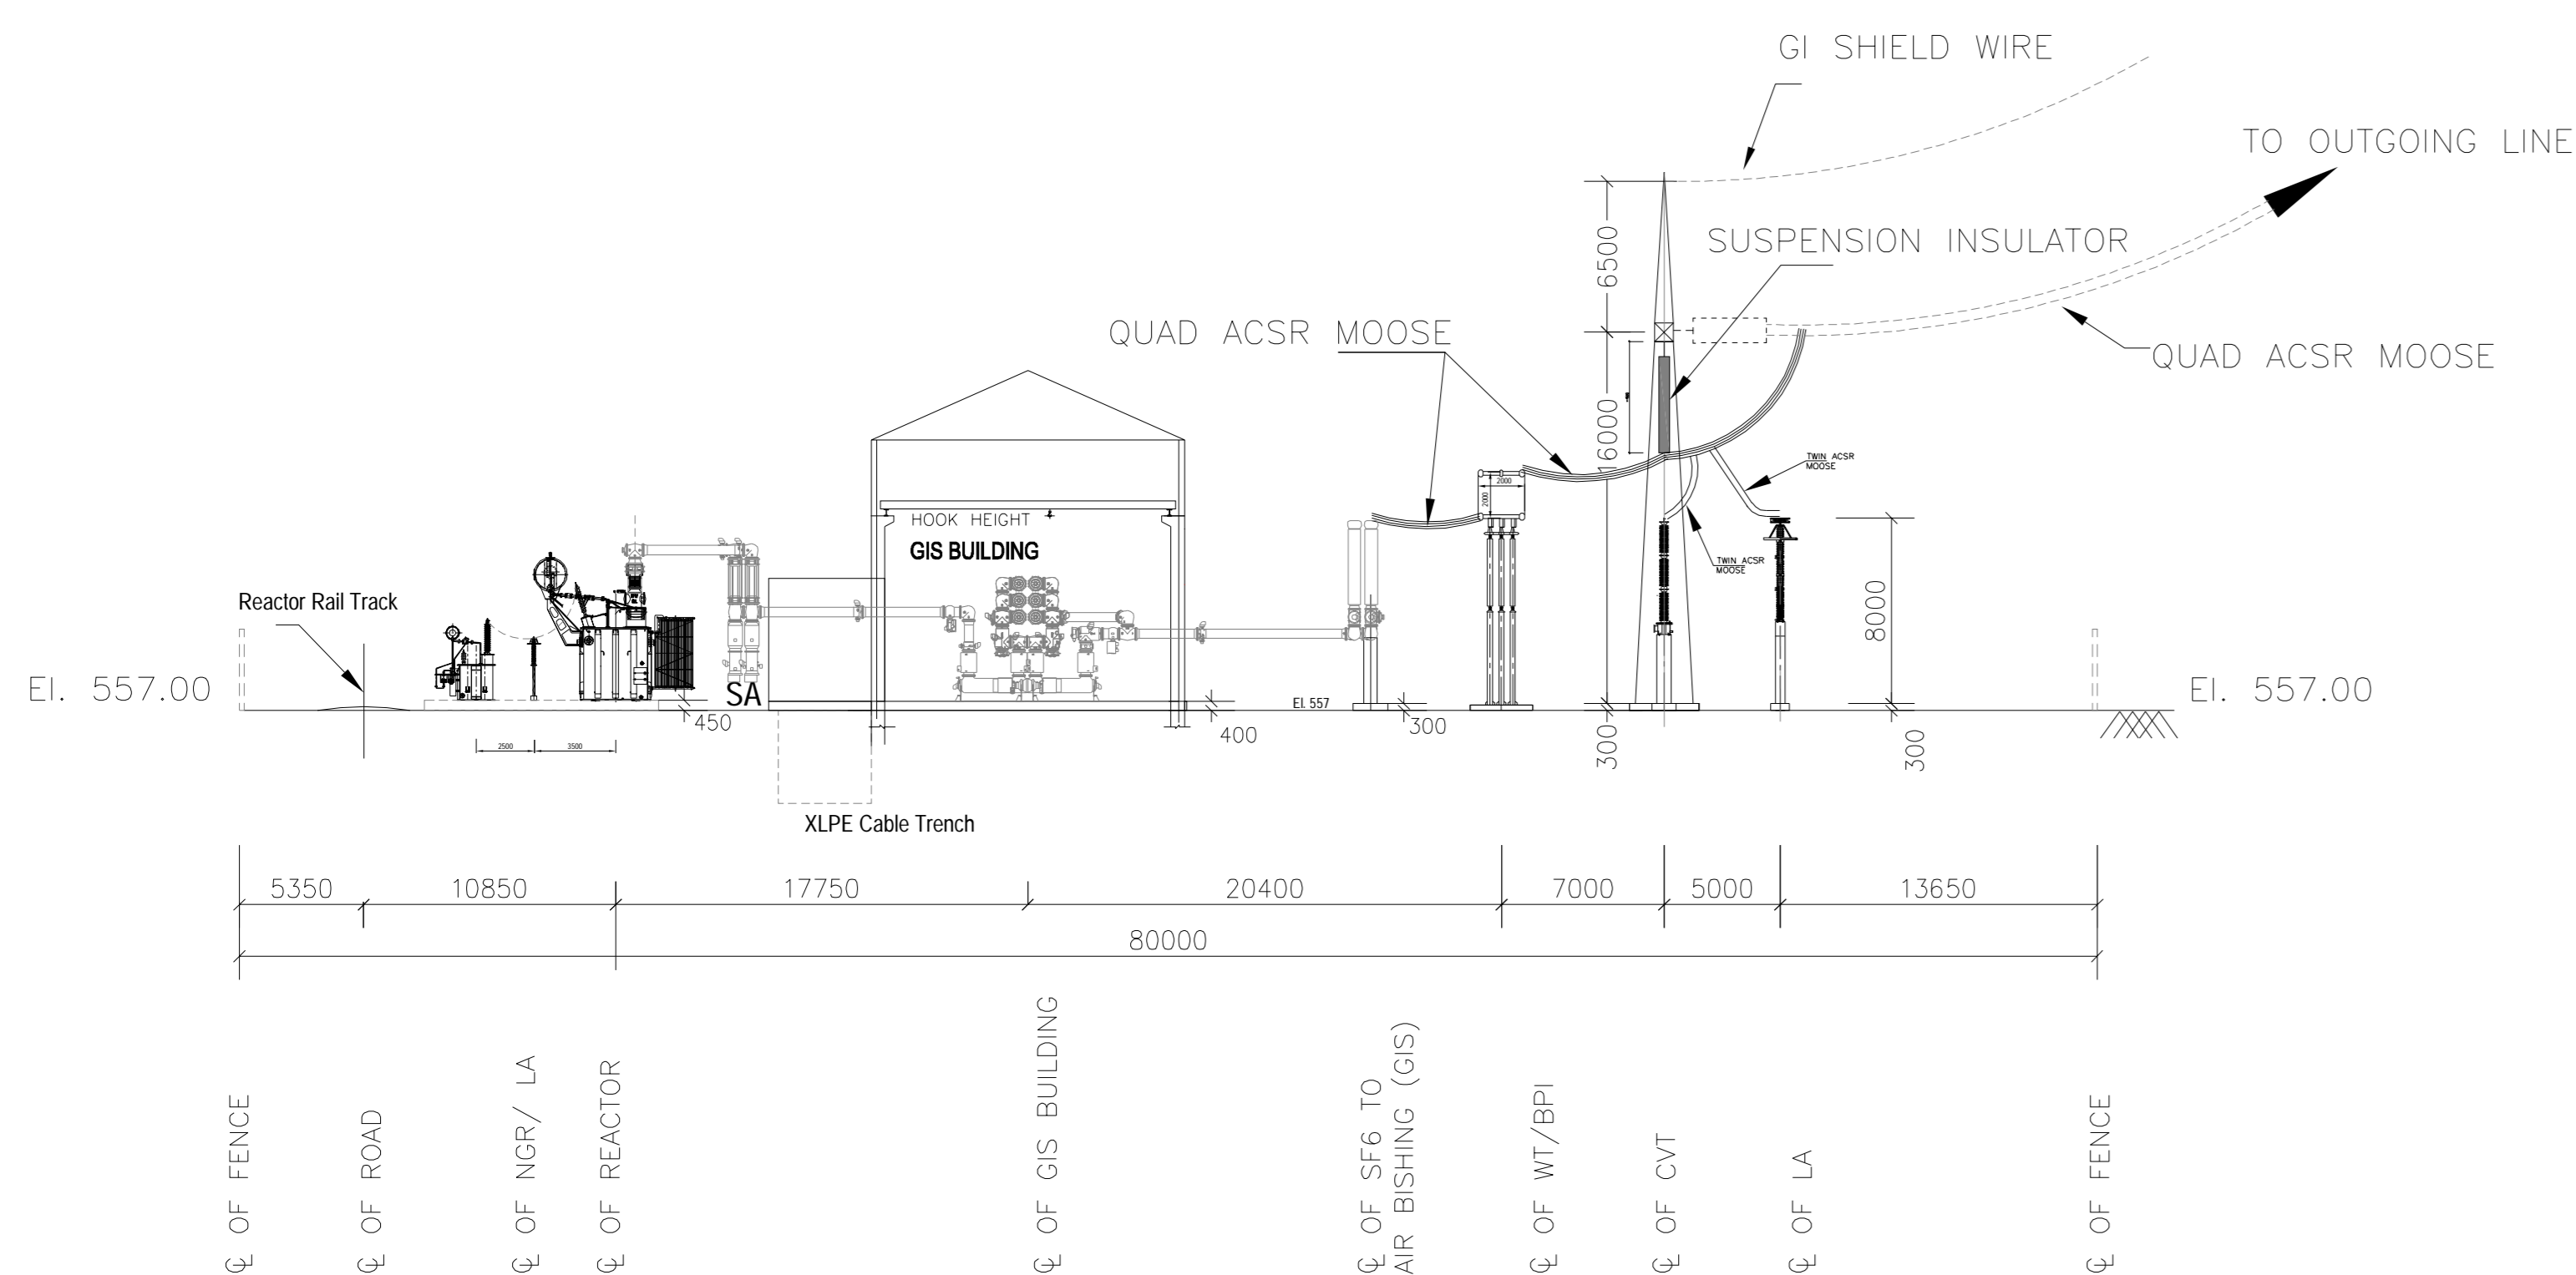 GI SHIELD WIRE
TO OUTGOING LINE
SUSPENSION INSULATOR
6500
QUAD ACSR MOOSE
QUAD ACSR MOOSE
16000
TWIN ACSR
MOOSE
2000
2000
HOOK HEIGHT
GIS BUILDING
TWIN ACSR
MOOSE
Reactor Rail Track
8000
El. 557.00
SA
El. 557
El. 557.00
450
400
300
300
300
2500
3500
XLPE Cable Trench
5350
10850
17750
20400
7000
5000
13650
80000
℄ OF FENCE
℄ OF ROAD
℄ OF NGR/ LA
℄ OF REACTOR
℄ OF GIS BUILDING
℄ OF SF6 TO
AIR BISHING (GIS)
℄ OF WT/BPI
℄ OF CVT
℄ OF LA
℄ OF FENCE